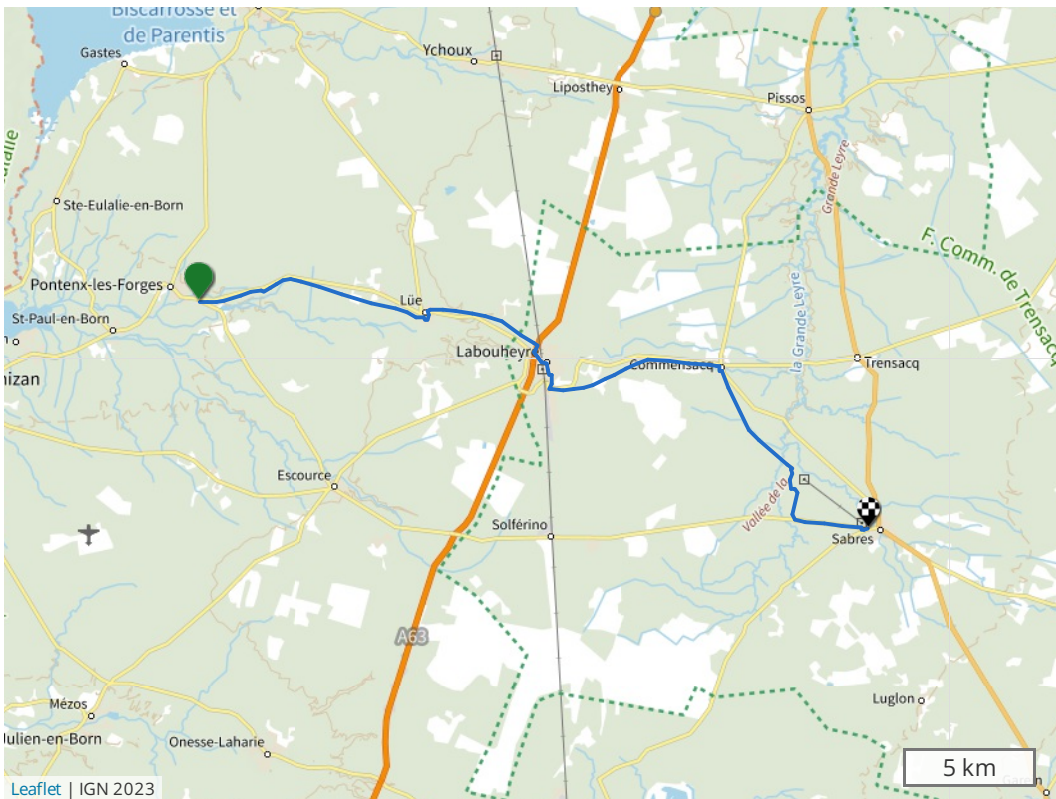 Biscarrosse et
de Parentis
Gastes
Ychoux
Liposthey
Pissos
Grande Leyre
Ste-Eulalie-en-Born
F. Comm. de Trensacq
Pontenx-les-Forges
la Grande Leyre
Lüe
St-Paul-en-Born
Labouheyre
Commensacq
Trensacq
Escource
Vallée de la
Solférino
Sabres
A63
Mézos
Luglon
Onesse-Laharie
5 km
Leaflet | IGN 2023